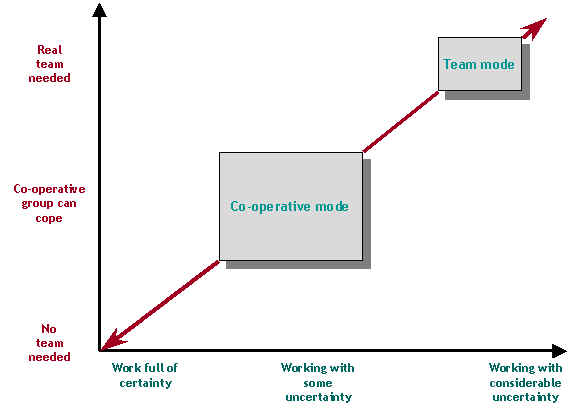 Real
team
needed
Team mode
Co-operative
group can
cope
Co-operative mode
No
team
needed
Work full of
certainty
Working with
some
uncertainty
Working with
considerable
uncertainty